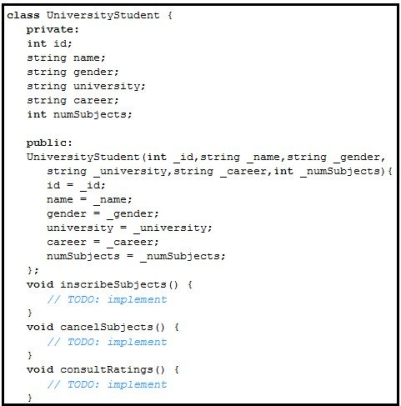 class UniversityStudent {
private:
int id;
string name;
string gender;
string university;
string career;
int numSubjects;
public:
UniversityStudent(int _id,string _name,string _gender,
string _university,string _career,int _numSubjects){
id = _id;
name = _name;
gender = _gender;
university = _university;
career = _career;
numSubjects = _numSubjects;
};
void inscribeSubjects() {
// TODO: implement
}
void cancelSubjects() {
// TODO: implement
}
void consultRatings() {
// TODO: implement
}